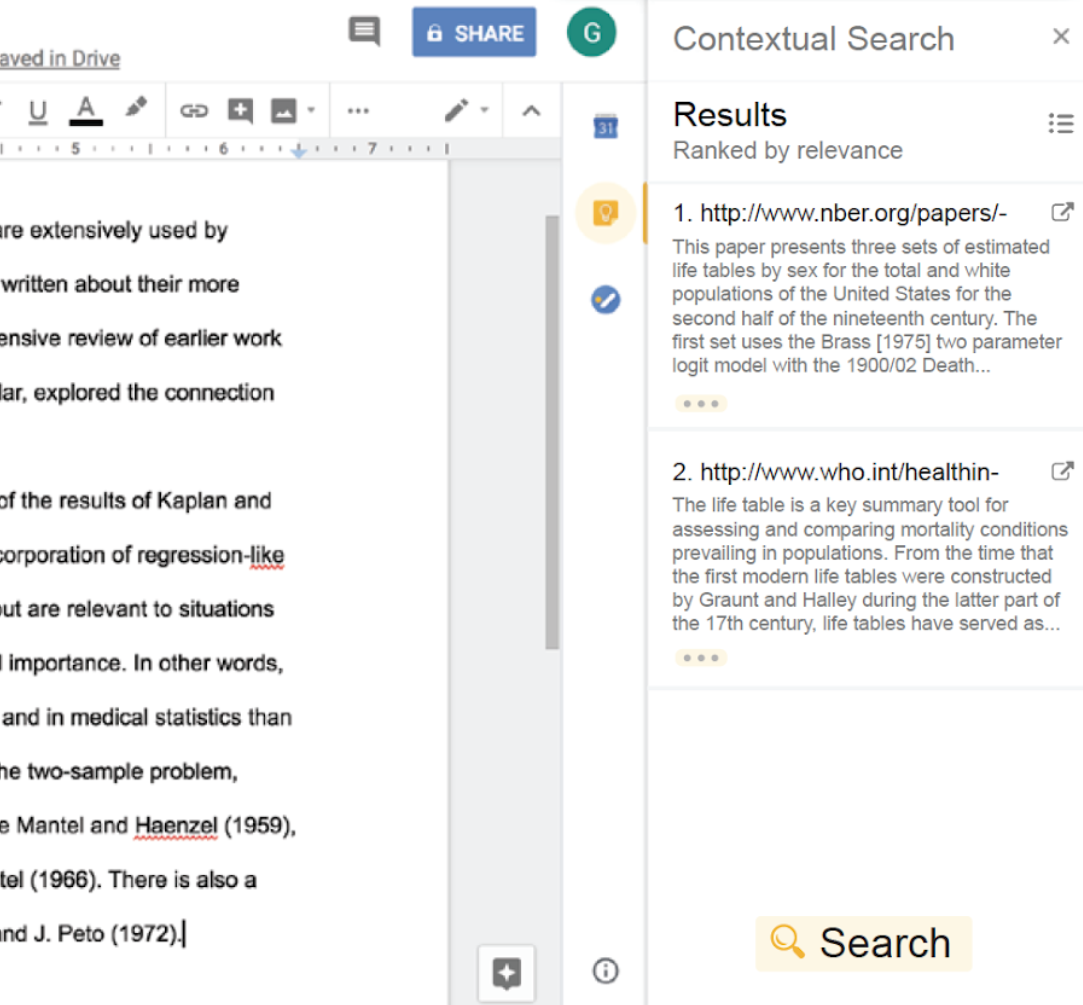 aved in Drive
SHARE
G
U
A
5
6
7
31
are extensively used by
written about their more
ensive review of earlier work
lar, explored the connection
of the results of Kaplan and
corporation of regression-like
out are relevant to situations
l importance. In other words,
and in medical statistics than
he two-sample problem,
e Mantel and Haenzel (1959),
tel (1966). There is also a
and J. Peto (1972).
Contextual Search
Results
Ranked by relevance
1. http://www.nber.org/papers/-
This paper presents three sets of estimated
life tables by sex for the total and white
populations of the United States for the
second half of the nineteenth century. The
first set uses the Brass [1975] two parameter
logit model with the 1900/02 Death...
2. http://www.who.int/healthin-
The life table is a key summary tool for
assessing and comparing mortality conditions
prevailing in populations. From the time that
the first modern life tables were constructed
by Graunt and Halley during the latter part of
the 17th century, life tables have served as...
Search